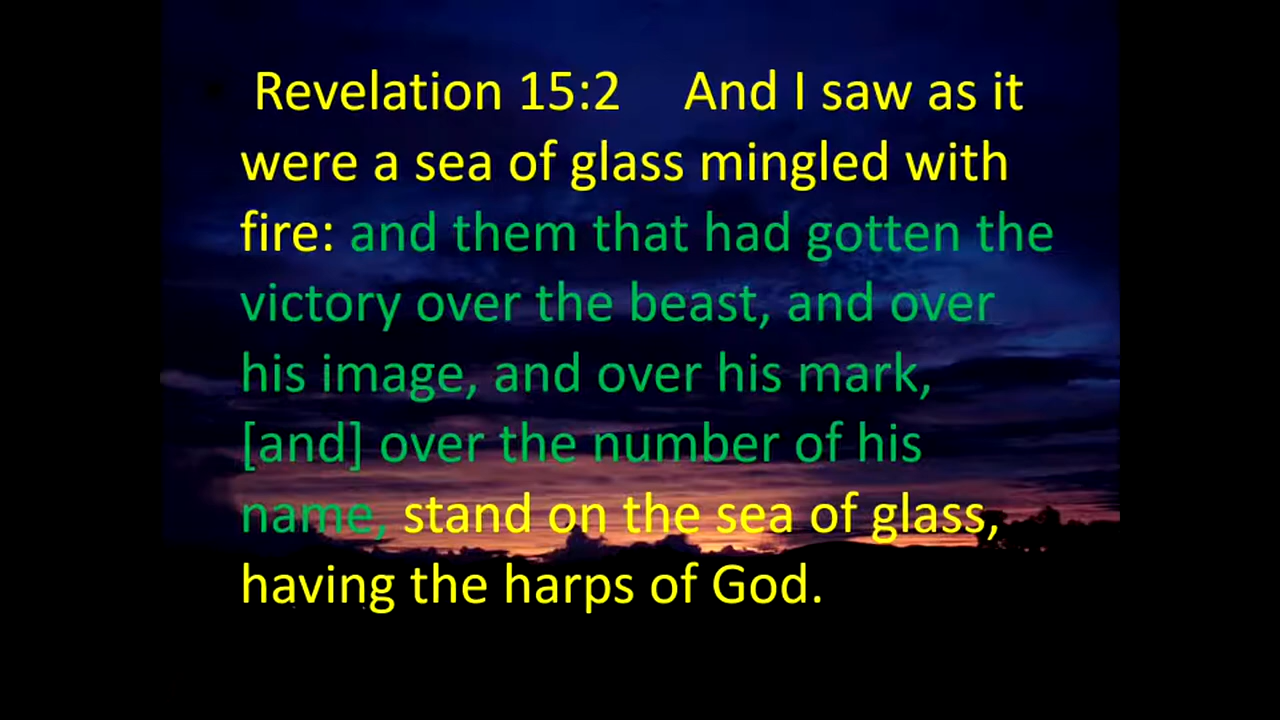 Revelation 15:2 And I saw as it
were a sea of glass mingled with
fire: and them that had gotten the
victory over the beast, and over
his image, and over his mark,
[and] over the number of his
name, stand on the sea of glass,
having the harps of God.